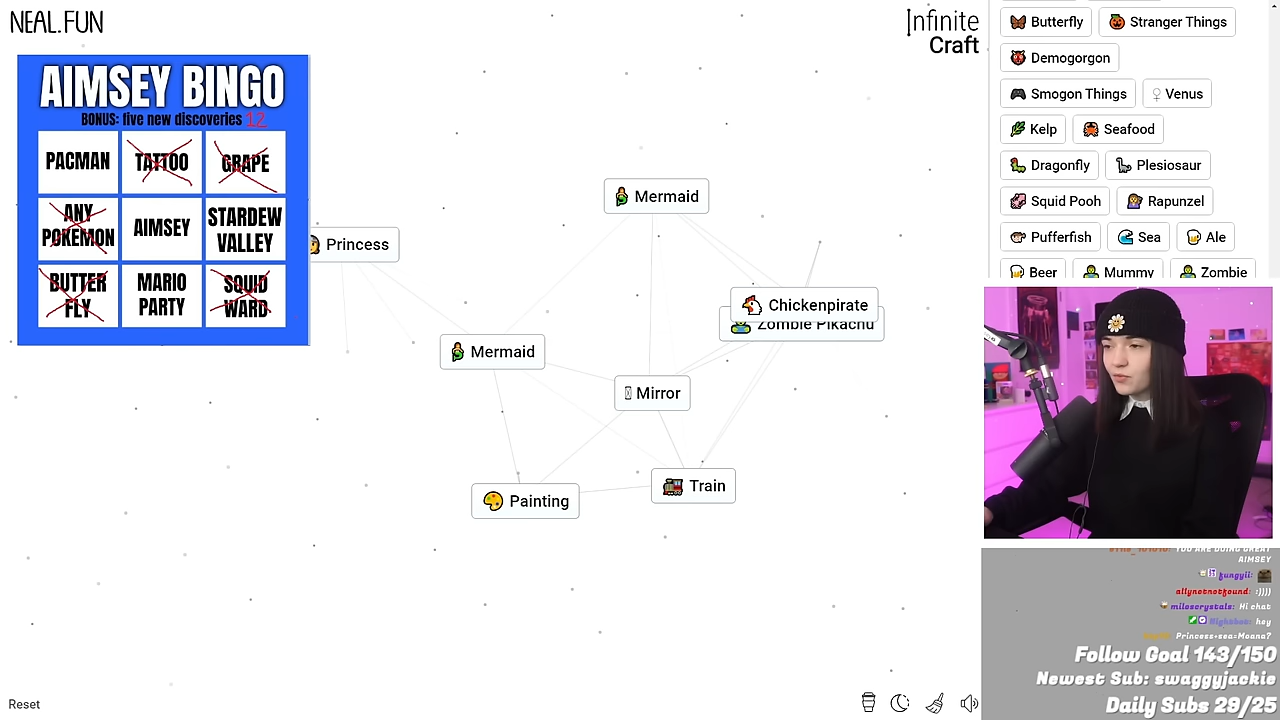 NEAL.FUN
Infinite
Craft
AIMSEY BINGO
BONUS: five new discoveries 12
PACMAN
TATTOO
GRAPE
ANY
POKEMON
AIMSEY
STARDEW
VALLEY
BUTTER
FLY
MARIO
PARTY
SQUID
WARD
Princess
Mermaid
Chickenpirate
Zombie Pikachu
Mermaid
Mirror
Painting
Train
Reset
Butterfly
Stranger Things
Demogorgon
Smogon Things
Venus
Kelp
Seafood
Dragonfly
Plesiosaur
Squid Pooh
Rapunzel
Pufferfish
Sea
Ale
Beer
Mummy
Zombie
YOU ARE DOING GREAT
AIMSEY
fungyii:
allynotnotfound: :))))
miloscrystals: Hi chat
Nightbot: hey
Princess+sea=Moana?
Follow Goal 143/150
Newest Sub: swaggyjackie
Daily Subs 29/25